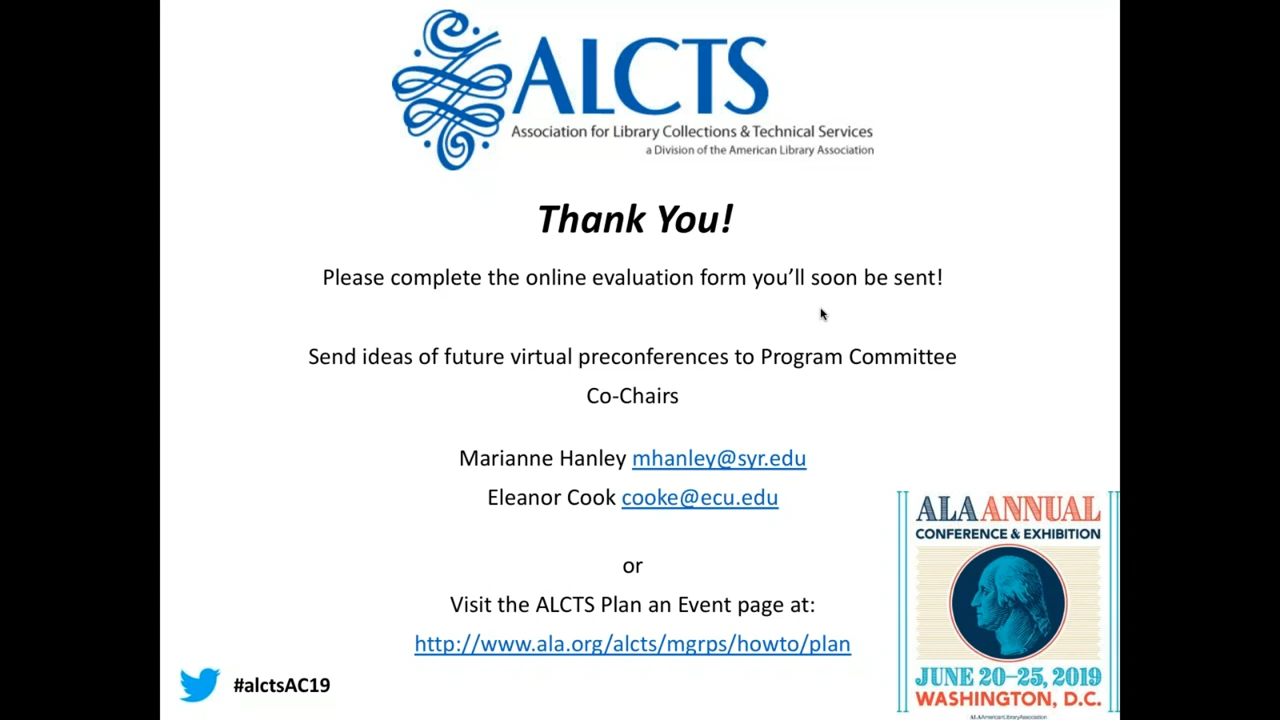 ALCTS
Association for Library Collections & Technical Services
a Division of the American Library Association
Thank You!
Please complete the online evaluation form you’ll soon be sent!
Send ideas of future virtual preconferences to Program Committee
Co-Chairs
Marianne Hanley mhanley@syr.edu
Eleanor Cook cooke@ecu.edu
or
Visit the ALCTS Plan an Event page at:
http://www.ala.org/alcts/mgrps/howto/plan
#alctsAC19
ALA ANNUAL
CONFERENCE & EXHIBITION
JUNE 20–25, 2019
WASHINGTON, D.C.
ALA AmericanLibraryAssociation